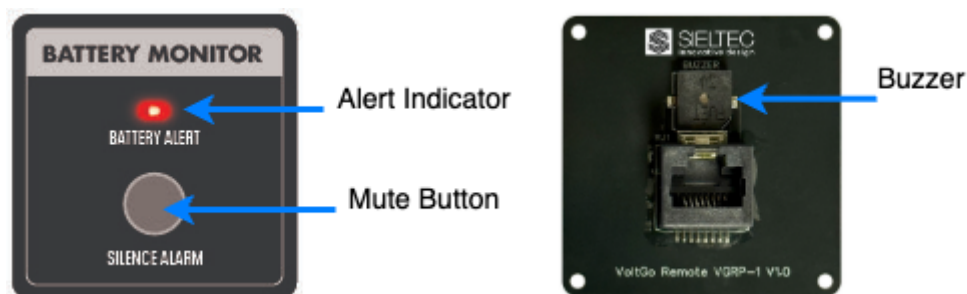 BATTERY MONITOR
BATTERY ALERT
SILENCE ALARM
Alert Indicator
Mute Button
SIELTEC
innovative design
BUZZER
RJ1
VoltGo Remote VGRP-1 V1.0
Buzzer